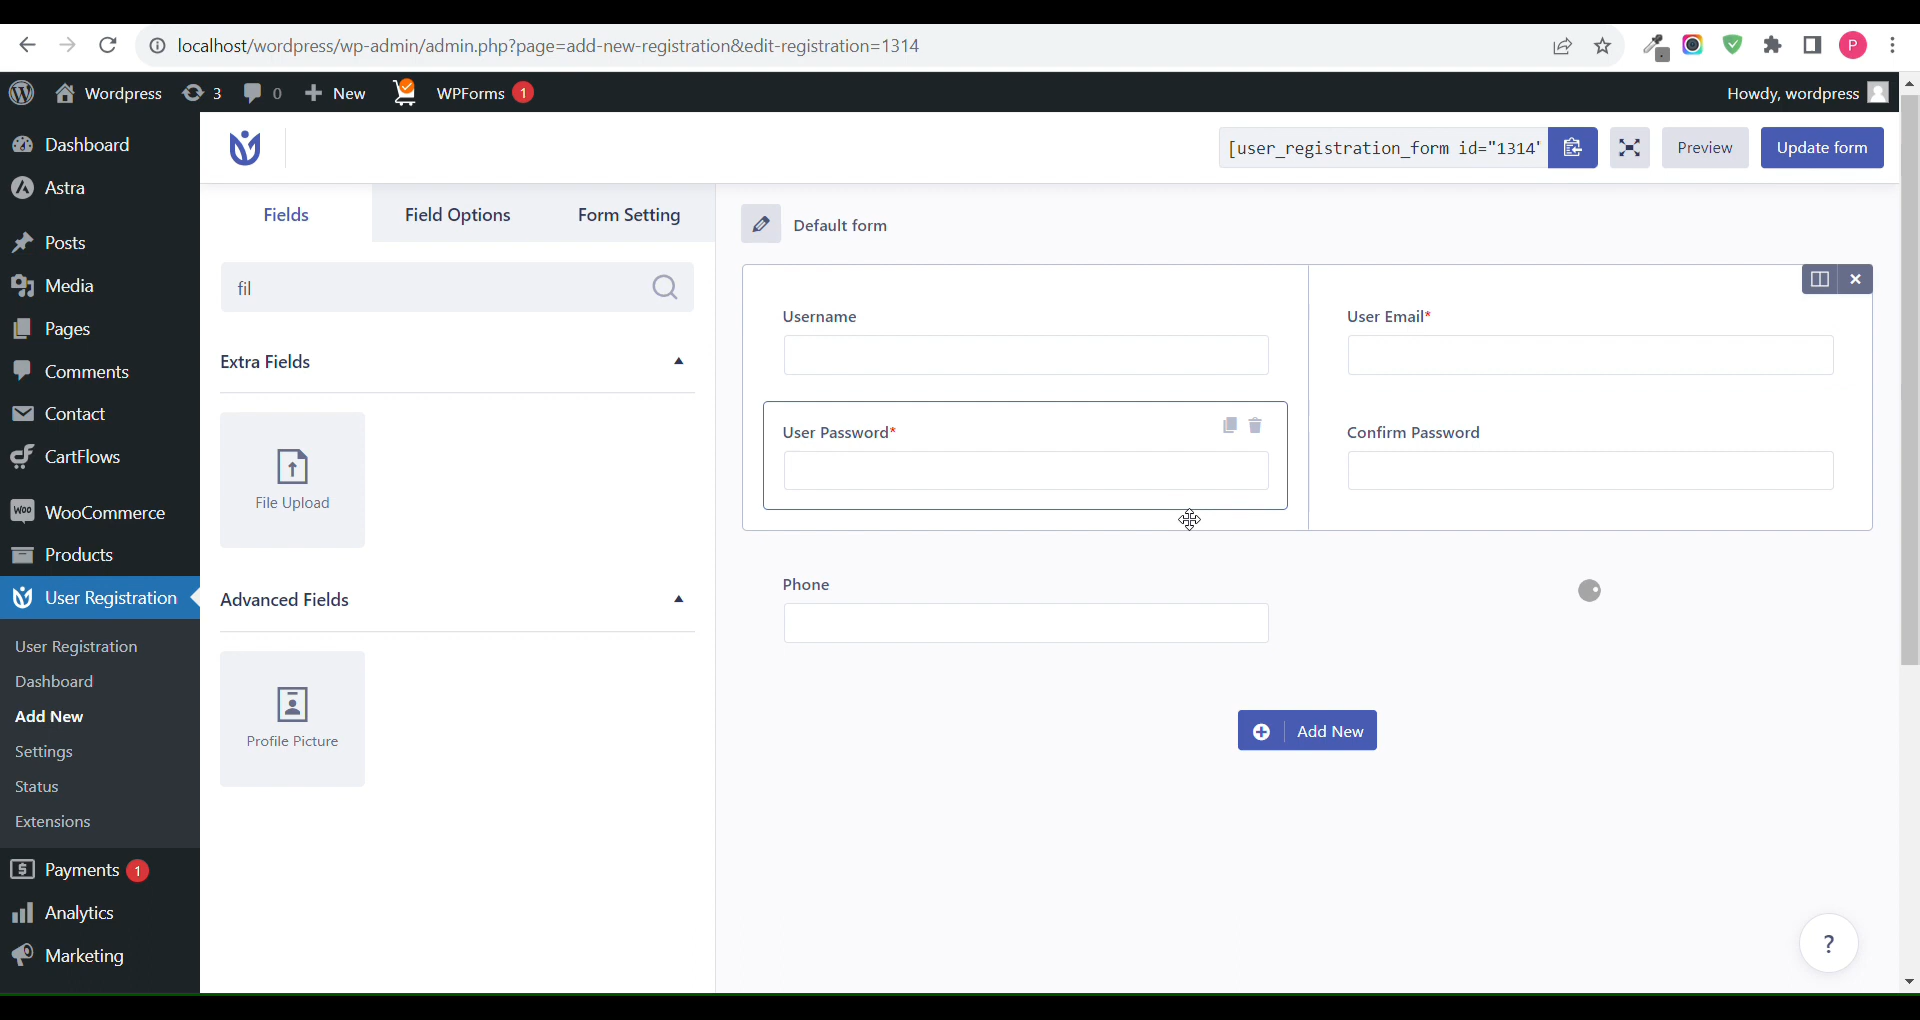 localhost/wordpress/wp-admin/admin.php?page=add-new-registration&edit-registration=1314
P
Wordpress 3 0 New WPForms 1
Howdy, wordpress
Dashboard
Astra
Posts
Media
Pages
Comments
Contact
CartFlows
Woo WooCommerce
Products
User Registration
User Registration
Dashboard
Add New
Settings
Status
Extensions
Payments 1
Analytics
Marketing
[user_registration_form id="1314'
Preview
Update form
Fields
Field Options
Form Setting
fil
Extra Fields
File Upload
Advanced Fields
Profile Picture
Default form
Username
User Email*
User Password*
Confirm Password
Phone
Add New
?